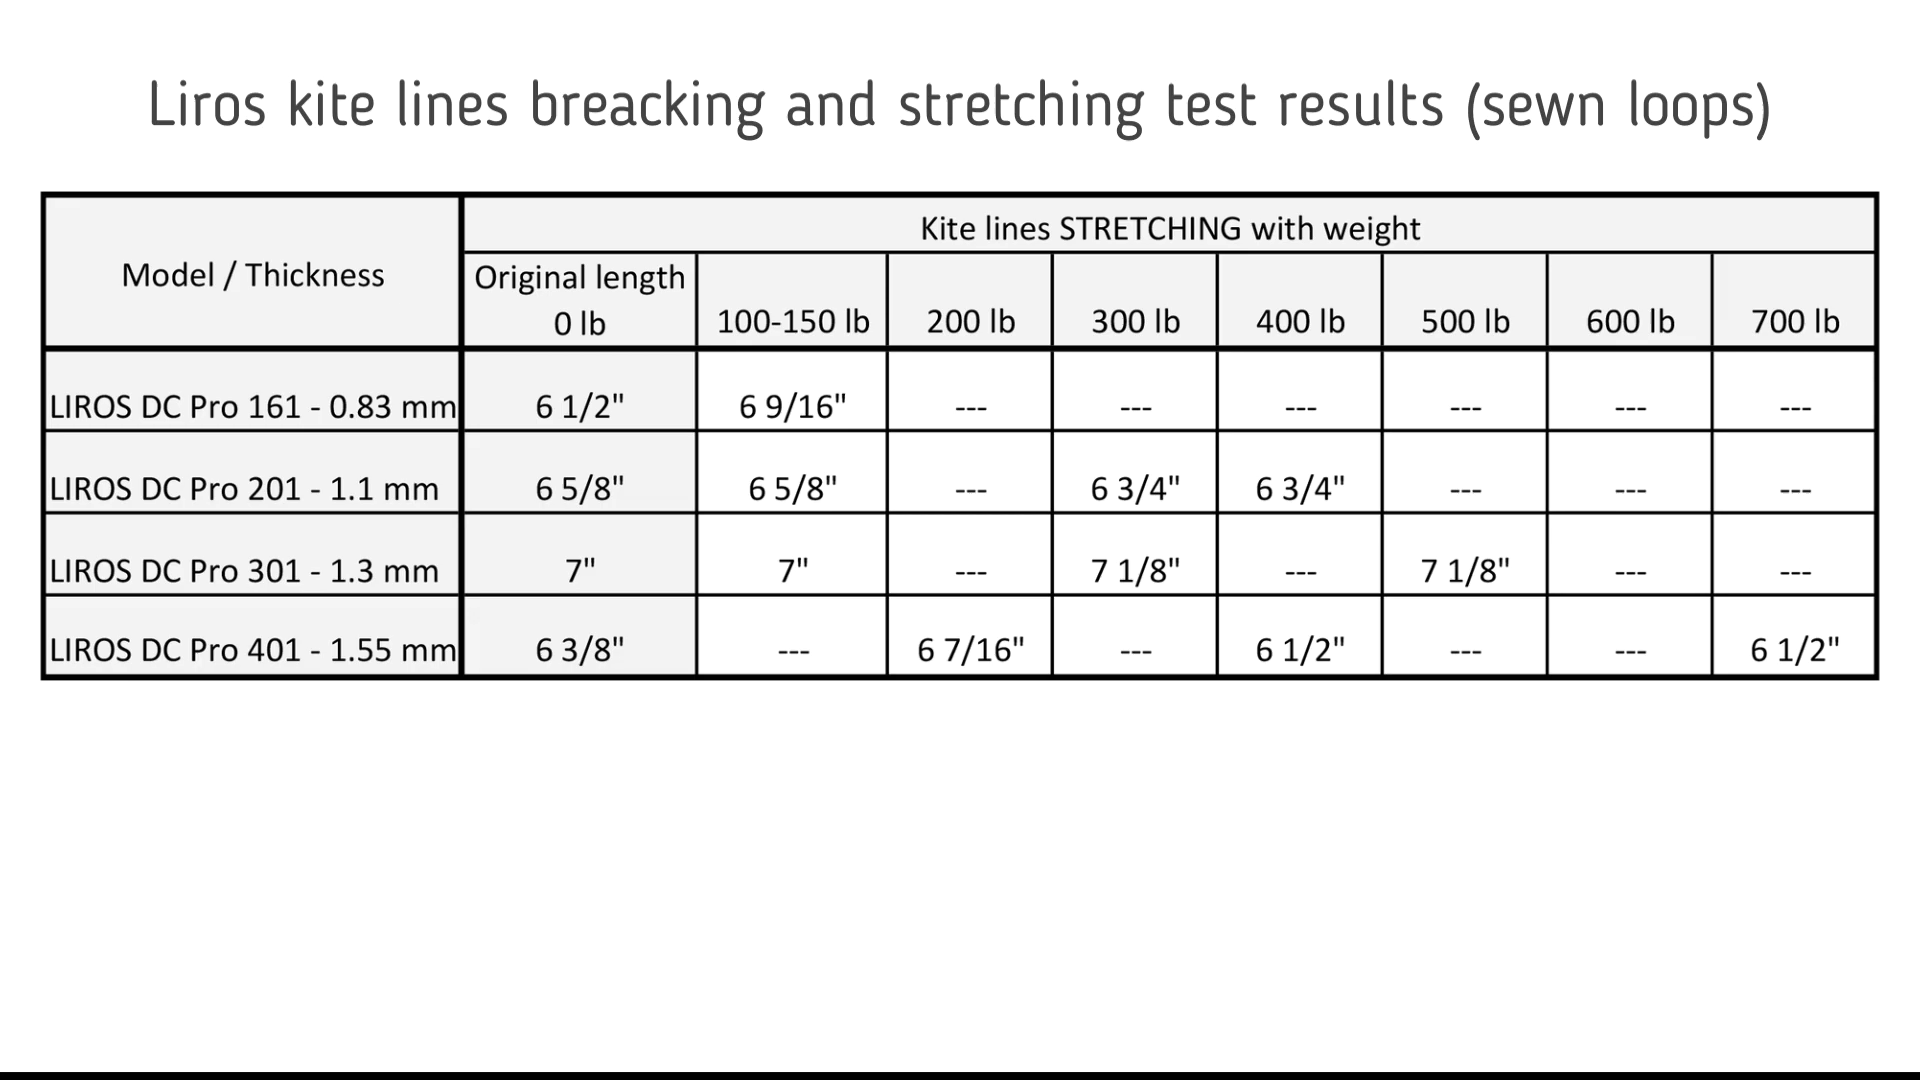 Liros kite lines breacking and stretching test results (sewn loops)
Model / Thickness
Kite lines STRETCHING with weight
Original length
0 lb 100-150 lb 200 lb 300 lb 400 lb 500 lb 600 lb 700 lb
LIROS DC Pro 161 - 0.83 mm 6 1/2" 6 9/16" --- --- --- --- --- ---
LIROS DC Pro 201 - 1.1 mm 6 5/8" 6 5/8" --- 6 3/4" 6 3/4" --- --- ---
LIROS DC Pro 301 - 1.3 mm 7" 7" --- 7 1/8" --- 7 1/8" --- ---
LIROS DC Pro 401 - 1.55 mm 6 3/8" --- 6 7/16" --- 6 1/2" --- --- 6 1/2"